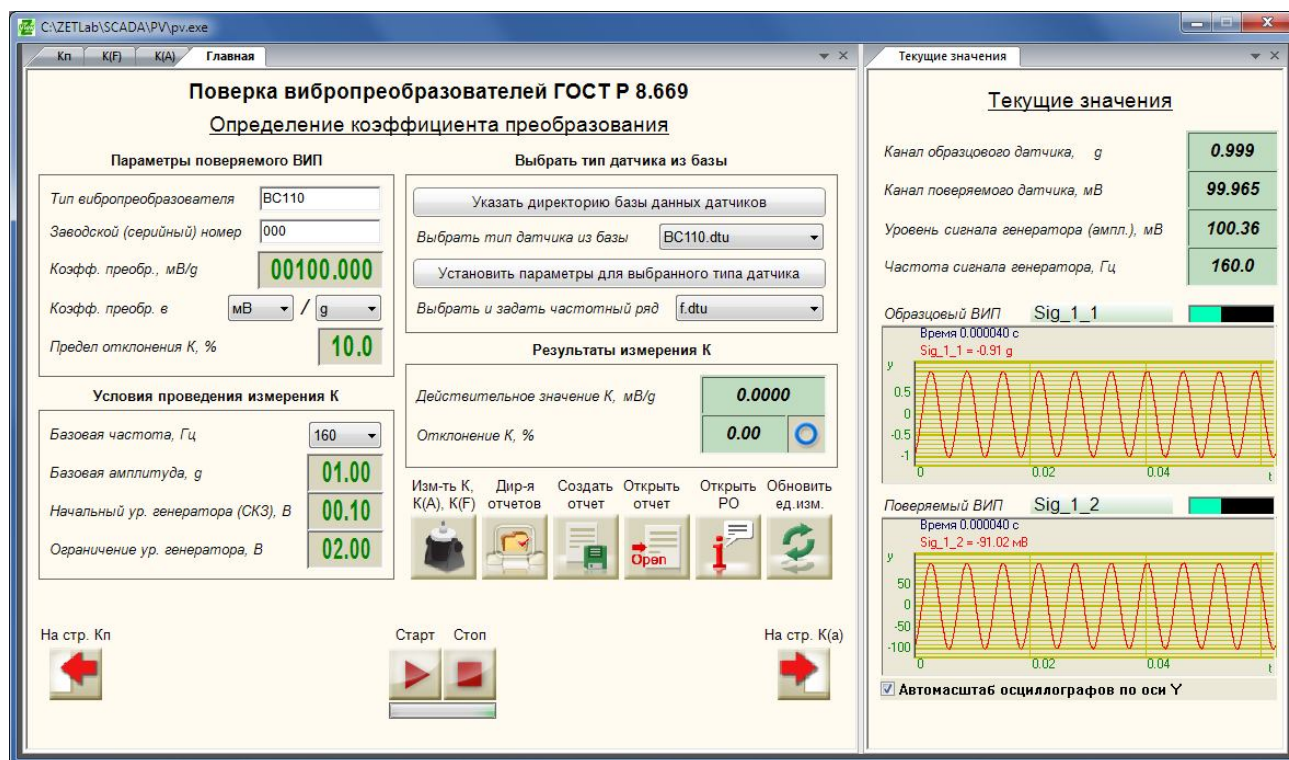 C:\ZETLab\SCADA\PV\pv.exe
Кп K(F) K(A) Главная
Поверка вибропреобразователей ГОСТ Р 8.669
Определение коэффициента преобразования
Параметры поверяемого ВИП
Тип вибропреобразователя BC110
Заводской (серийный) номер 000
Коэфф. преобр., мВ/g 00100.000
Коэфф. преобр. в мВ / g
Предел отклонения К, % 10.0
Условия проведения измерения К
Базовая частота, Гц 160
Базовая амплитуда, g 01.00
Начальный ур. генератора (СКЗ), В 00.10
Ограничение ур. генератора, В 02.00
Выбрать тип датчика из базы
Указать директорию базы данных датчиков
Выбрать тип датчика из базы BC110.dtu
Установить параметры для выбранного типа датчика
Выбрать и задать частотный ряд f.dtu
Результаты измерения К
Действительное значение К, мВ/g 0.0000
Отклонение К, % 0.00
Изм-ть К, Дир-я Создать Открыть Открыть Обновить
K(A), K(F) отчетов отчет отчет РО ед.изм.
Open
На стр. Кп
Старт Стоп
На стр. К(а)
Текущие значения
Текущие значения
Канал образцового датчика, g 0.999
Канал поверяемого датчика, мВ 99.965
Уровень сигнала генератора (ампл.), мВ 100.36
Частота сигнала генератора, Гц 160.0
Образцовый ВИП Sig_1_1
Время 0.000040 c
Sig_1_1 = -0.91 g
y
0.5
0
-0.5
-1
0 0.02 0.04 t
Поверяемый ВИП Sig_1_2
Время 0.000040 c
Sig_1_2 = -91.02 мВ
y
50
0
-50
-100
0 0.02 0.04 t
Автомасштаб осциллографов по оси Y